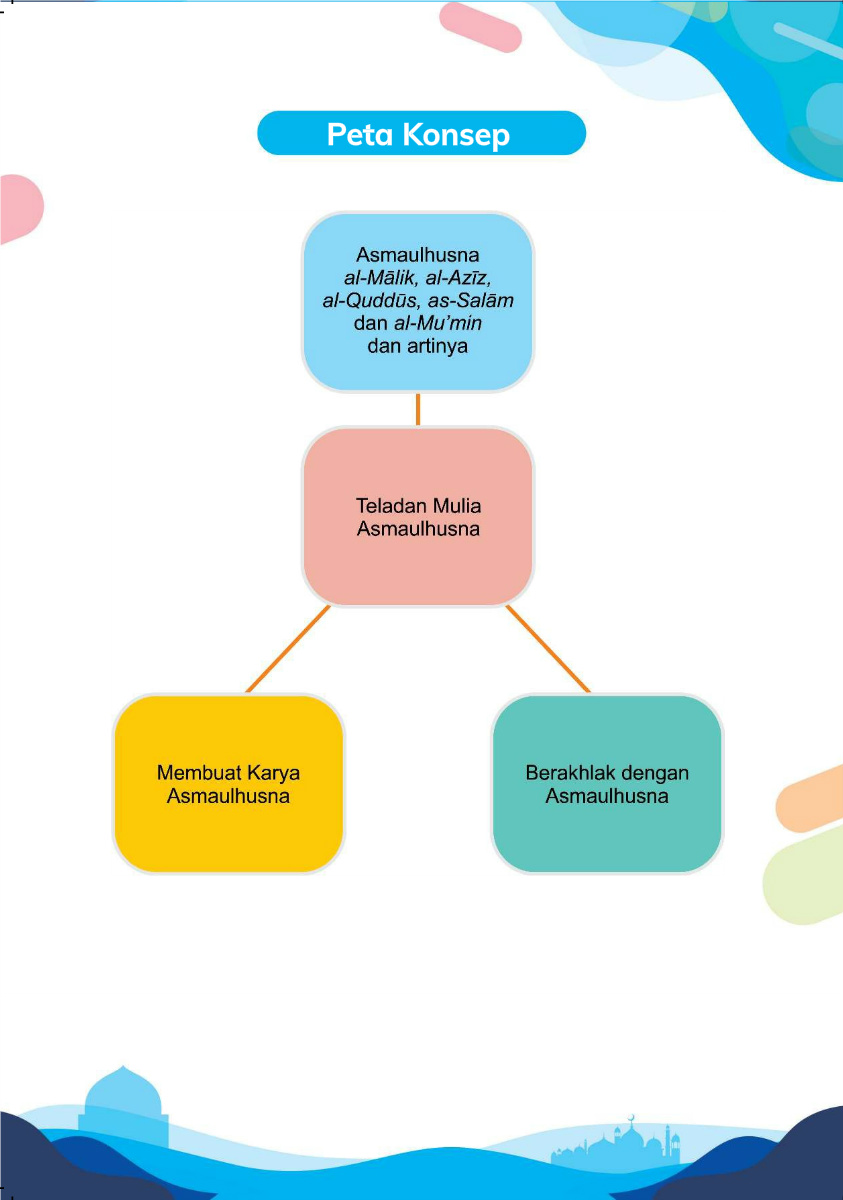 Peta Konsep
Asmaulhusna
al-Mālik, al-Azīz,
al-Quddūs, as-Salām
dan al-Mu’min
dan artinya
Teladan Mulia
Asmaulhusna
Membuat Karya
Asmaulhusna
Berakhlak dengan
Asmaulhusna